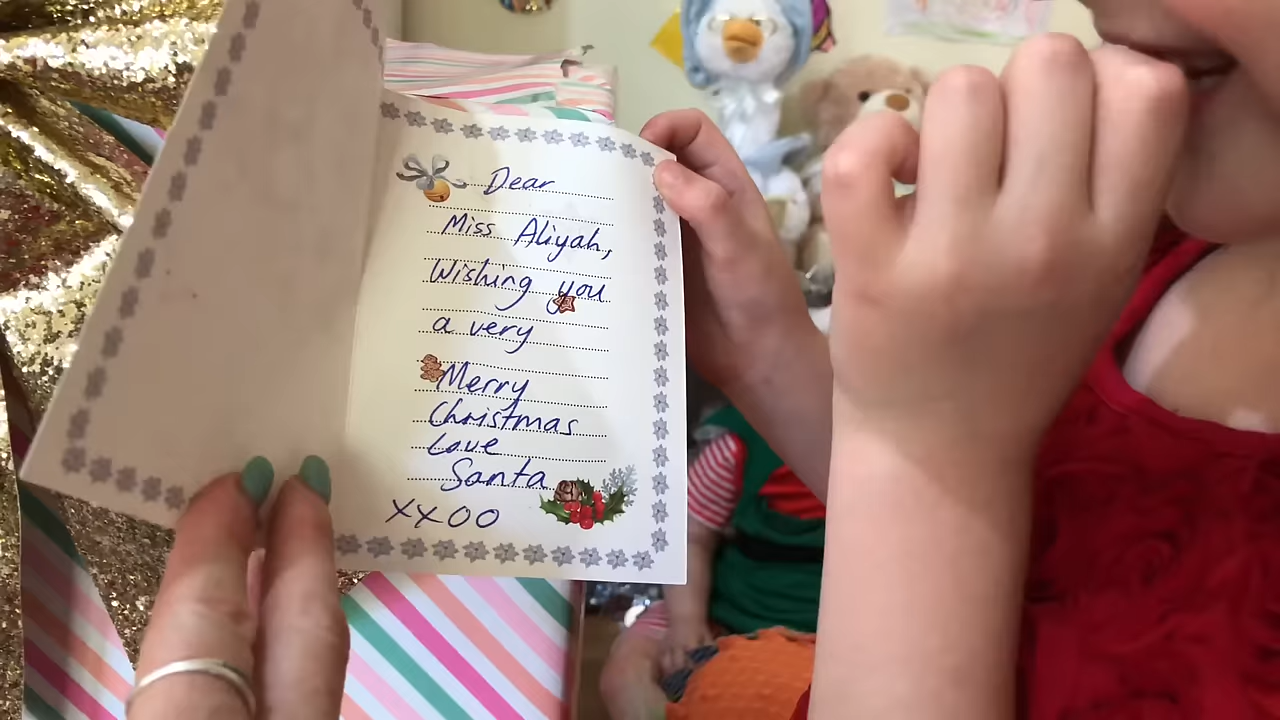 Dear
Miss Aliyah,
Wishing you
a very
Merry
Christmas
Love
Santa
XXOO